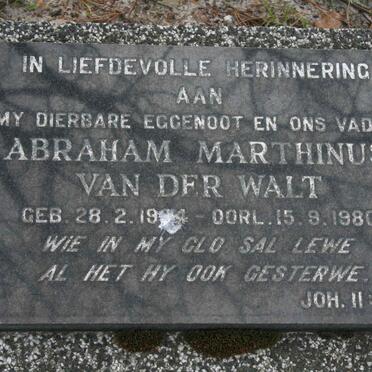 IN LIEFDEVOLLE HERINNERING
AAN
MY DIERBARE EGGENOOT EN ONS VAD
ABRAHAM MARTHINUS
VAN DER WALT
GEB. 28.2. - OORL. 15.9.1980
WIE IN MY GLO SAL LEWE
AL HET HY OOK GESTERWE.
JOH. II